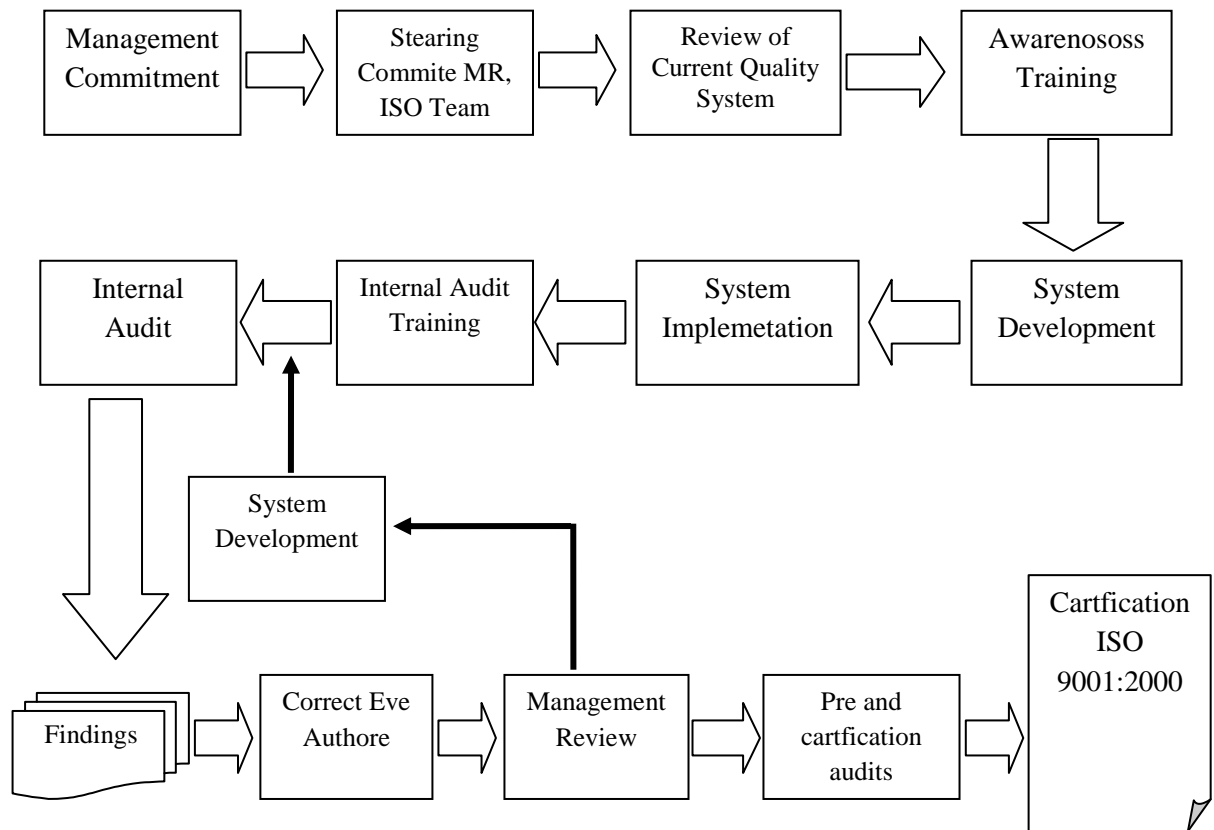 Management
Commitment
Stearing
Commite MR,
ISO Team
Review of
Current Quality
System
Awarenososs
Training
Internal
Audit
Internal Audit
Training
System
Implemetation
System
Development
System
Development
Cartfication
ISO
9001:2000
Findings
Correct Eve
Authore
Management
Review
Pre and
cartfication
audits